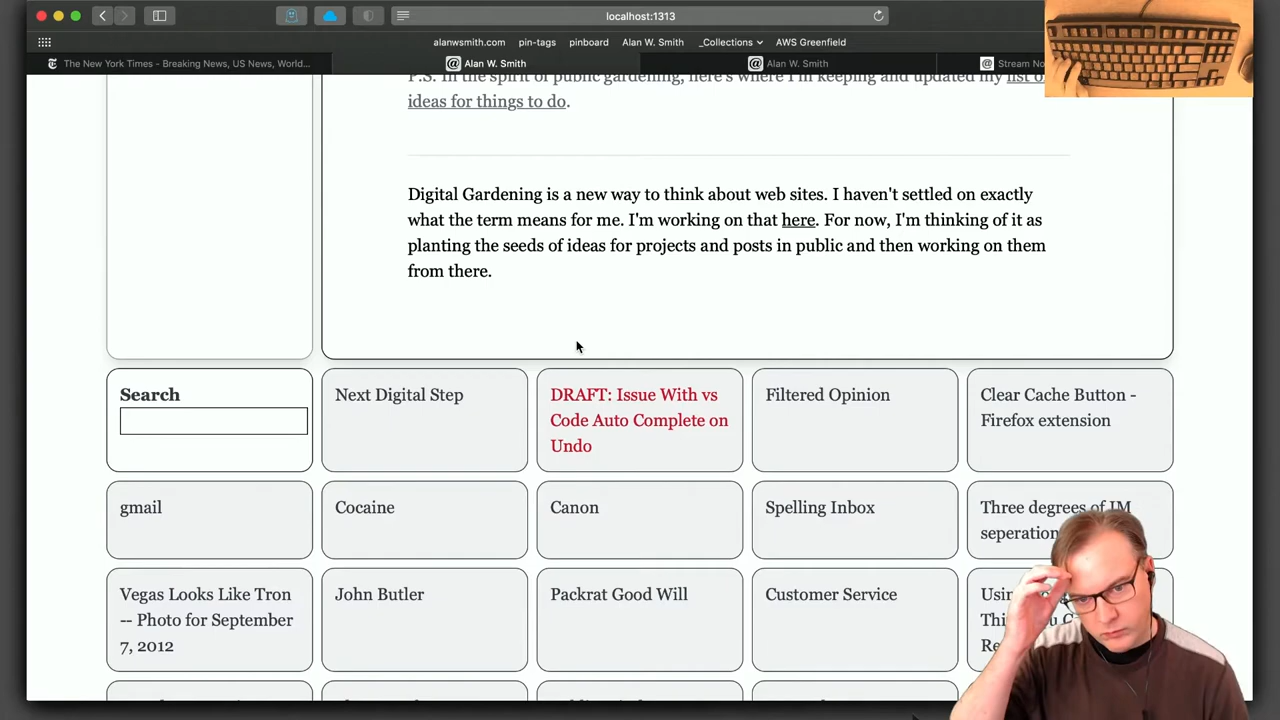 localhost:1313
alanwsmith.com pin-tags pinboard Alan W. Smith _Collections AWS Greenfield
The New York Times - Breaking News, US News, World... Alan W. Smith Alan W. Smith Stream No
P.S. In the spirit of public gardening, here's where I'm keeping and updated my list o
ideas for things to do.
Digital Gardening is a new way to think about web sites. I haven't settled on exactly
what the term means for me. I'm working on that here. For now, I'm thinking of it as
planting the seeds of ideas for projects and posts in public and then working on them
from there.
Search
Next Digital Step
DRAFT: Issue With vs
Code Auto Complete on
Undo
Filtered Opinion
Clear Cache Button -
Firefox extension
gmail
Cocaine
Canon
Spelling Inbox
Three degrees of IM
seperation
Vegas Looks Like Tron
-- Photo for September
7, 2012
John Butler
Packrat Good Will
Customer Service